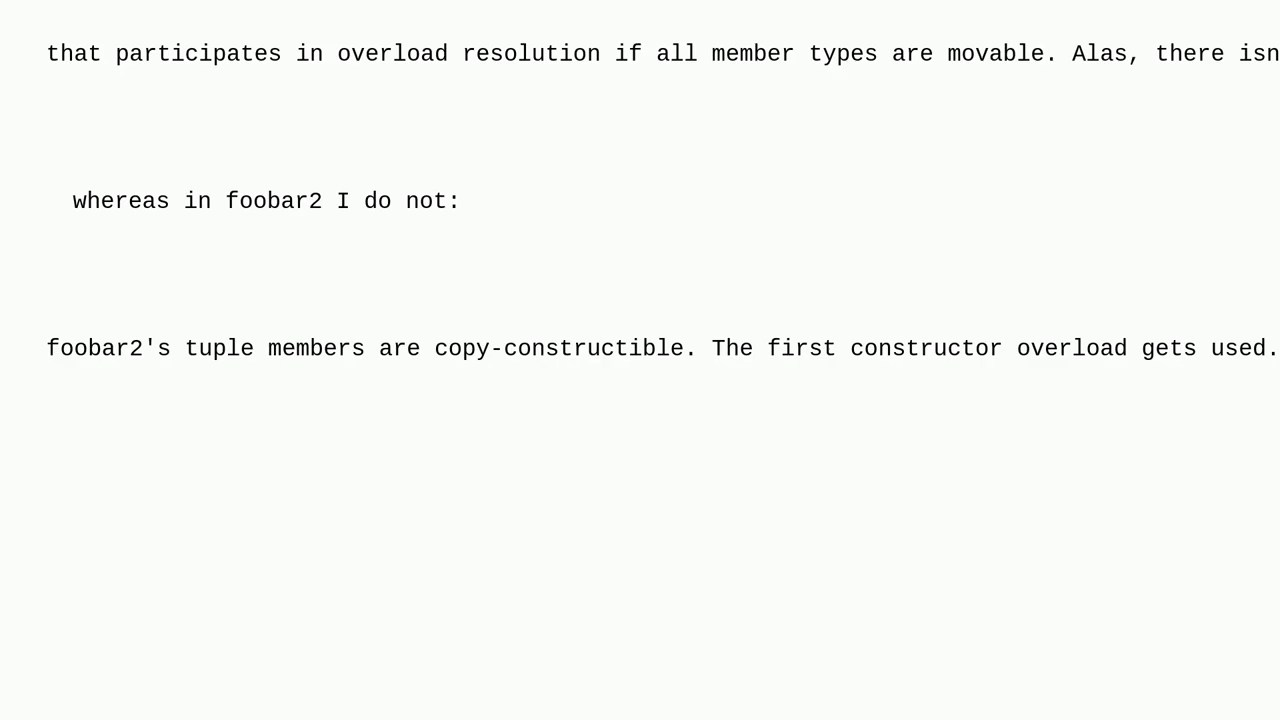 that participates in overload resolution if all member types are movable. Alas, there isn
whereas in foobar2 I do not:
foobar2's tuple members are copy-constructible. The first constructor overload gets used.